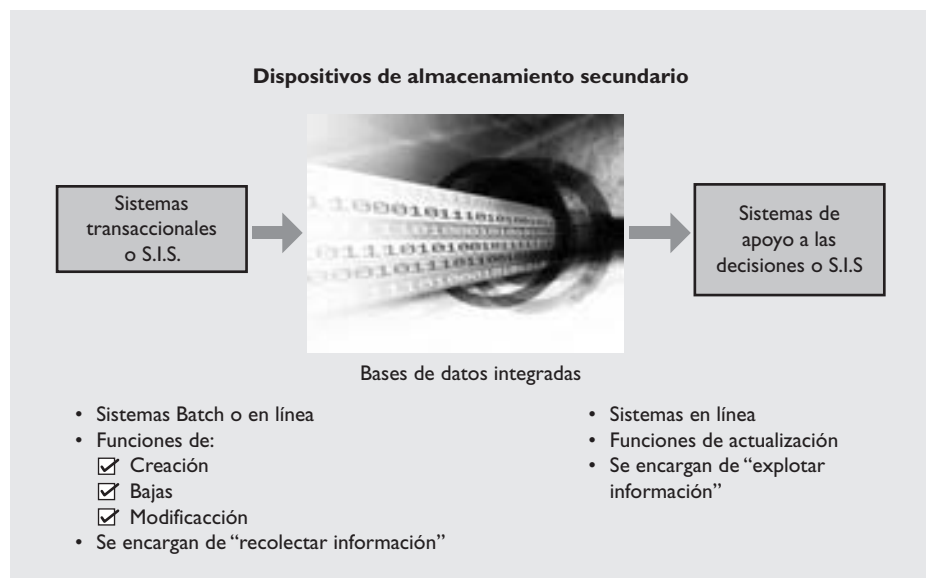 Dispositivos de almacenamiento secundario
Sistemas
transaccionales
o S.I.S.
Sistemas de
apoyo a las
decisiones o S.I.S
Bases de datos integradas
• Sistemas Batch o en línea
• Funciones de:
Creación
Bajas
Modificacción
• Se encargan de “recolectar información”
• Sistemas en línea
• Funciones de actualización
• Se encargan de “explotar
información”